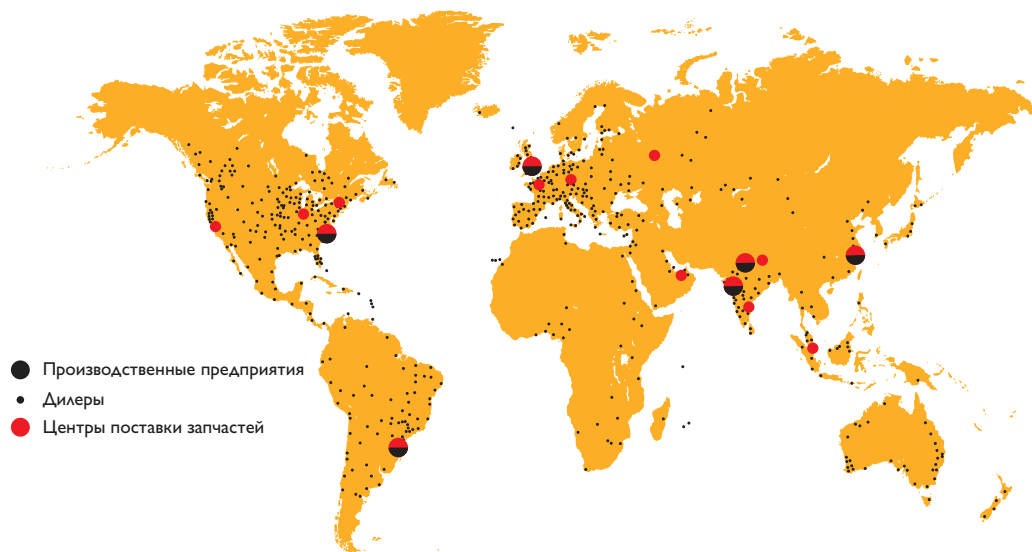 Производственные предприятия
Дилеры
Центры поставки запчастей